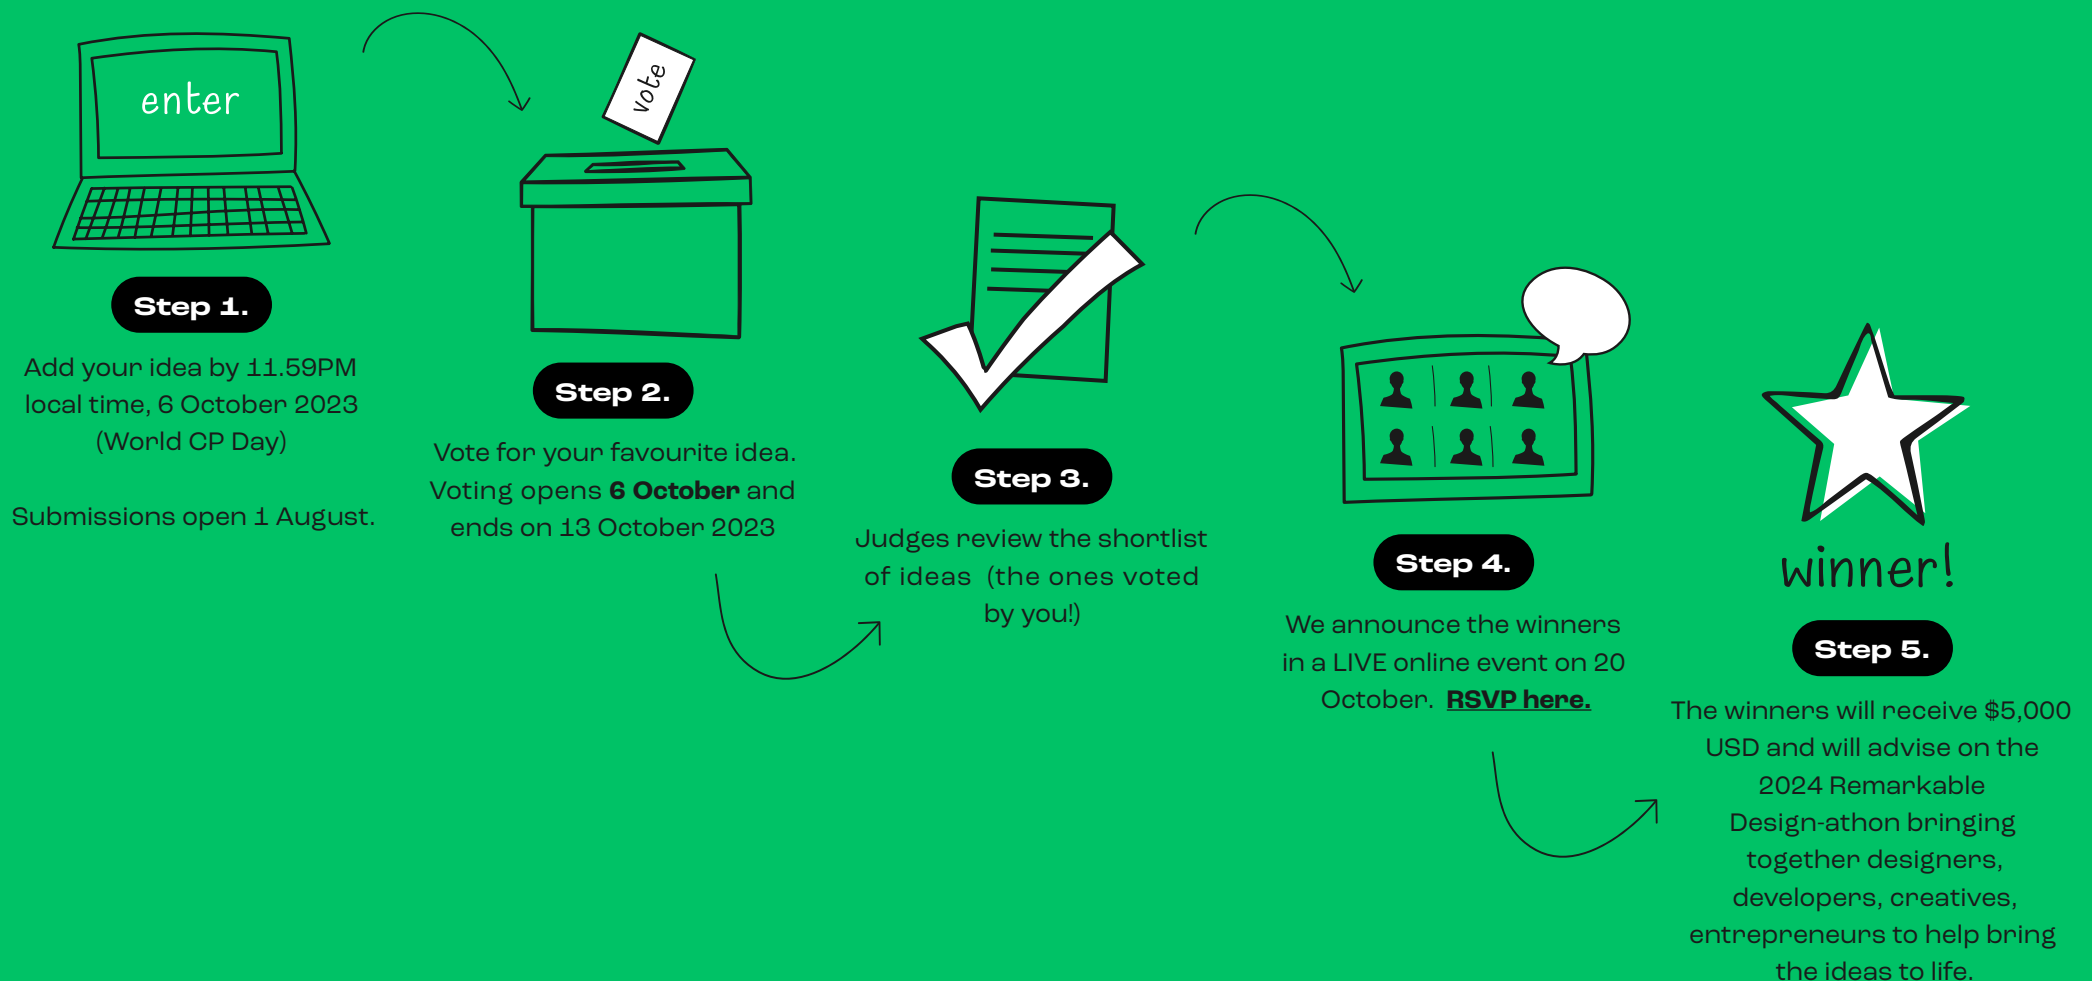 enter
Step 1.
Add your idea by 11.59PM
local time, 6 October 2023
(World CP Day)
Submissions open 1 August.
vote
Step 2.
Vote for your favourite idea.
Voting opens 6 October and
ends on 13 October 2023
Step 3.
Judges review the shortlist
of ideas (the ones voted
by you!)
Step 4.
We announce the winners
in a LIVE online event on 20
October. RSVP here.
winner!
Step 5.
The winners will receive $5,000
USD and will advise on the
2024 Remarkable
Design-athon bringing
together designers,
developers, creatives,
entrepreneurs to help bring
the ideas to life.